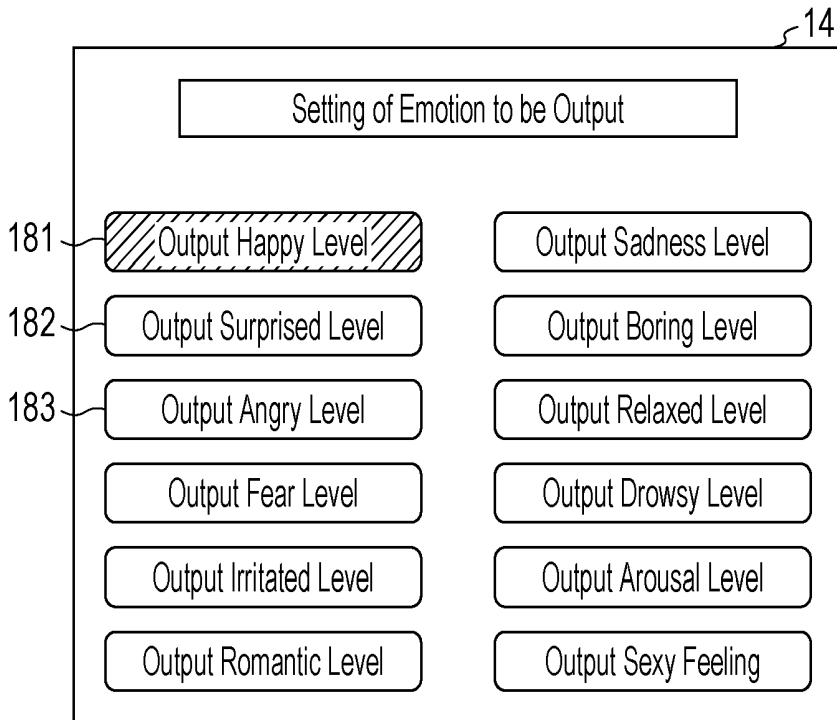 14
Setting of Emotion to be Output
181
Output Happy Level
Output Sadness Level
182
Output Surprised Level
Output Boring Level
183
Output Angry Level
Output Relaxed Level
Output Fear Level
Output Drowsy Level
Output Irritated Level
Output Arousal Level
Output Romantic Level
Output Sexy Feeling